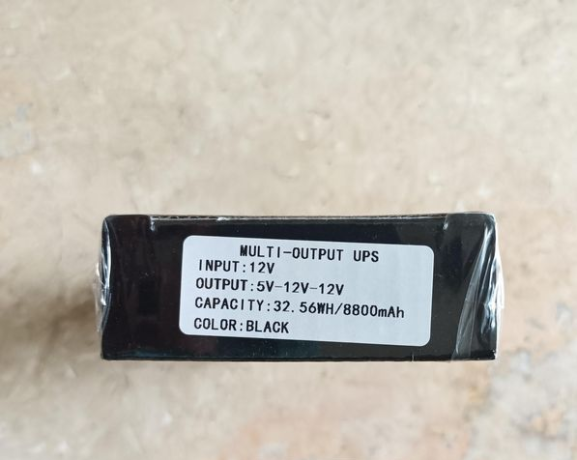 MULTI-OUTPUT UPS
INPUT:12V
OUTPUT:5V-12V-12V
CAPACITY:32.56WH/8800mAh
COLOR:BLACK